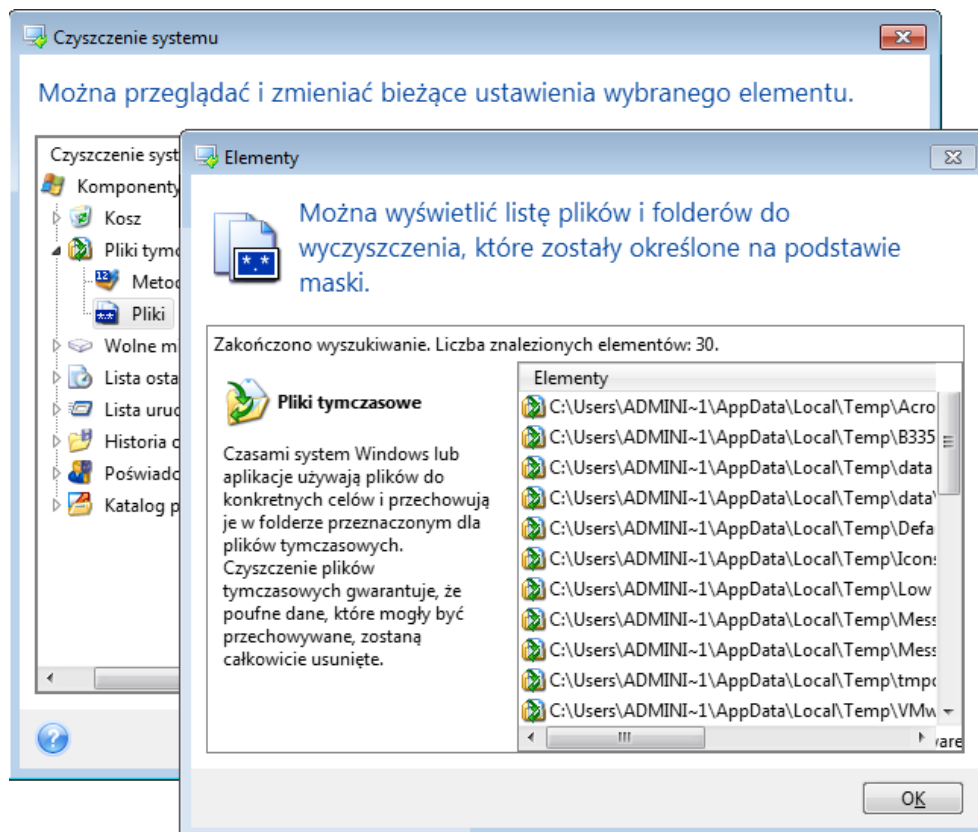 Czyszczenie systemu
Można przeglądać i zmieniać bieżące ustawienia wybranego elementu.
Czyszczenie syst
Komponenty
Kosz
Pliki tymc
Metod
Pliki
Wolne mi
Lista osta
Lista uruc
Historia
Poświadc
Katalog p
Elementy
Można wyświetlić listę plików i folderów do
wyczyszczenia, które zostały określone na podstawie
maski.
Zakończono wyszukiwanie. Liczba znalezionych elementów: 30.
Pliki tymczasowe
Czasami system Windows lub
aplikacje używają plików do
konkretnych celów i przechowują
je w folderze przeznaczonym dla
plików tymczasowych.
Czyszczenie plików
tymczasowych gwarantuje, że
poufne dane, które mogły być
przechowywane, zostaną
całkowicie usunięte.
Elementy
C:\Users\ADMINI~1\AppData\Local\Temp\Acro
C:\Users\ADMINI~1\AppData\Local\Temp\B335
C:\Users\ADMINI~1\AppData\Local\Temp\data
C:\Users\ADMINI~1\AppData\Local\Temp\data\
C:\Users\ADMINI~1\AppData\Local\Temp\Defa
C:\Users\ADMINI~1\AppData\Local\Temp\Icon
C:\Users\ADMINI~1\AppData\Local\Temp\Low
C:\Users\ADMINI~1\AppData\Local\Temp\Mess
C:\Users\ADMINI~1\AppData\Local\Temp\Mess
C:\Users\ADMINI~1\AppData\Local\Temp\tmp
C:\Users\ADMINI~1\AppData\Local\Temp\VMw
ware
OK